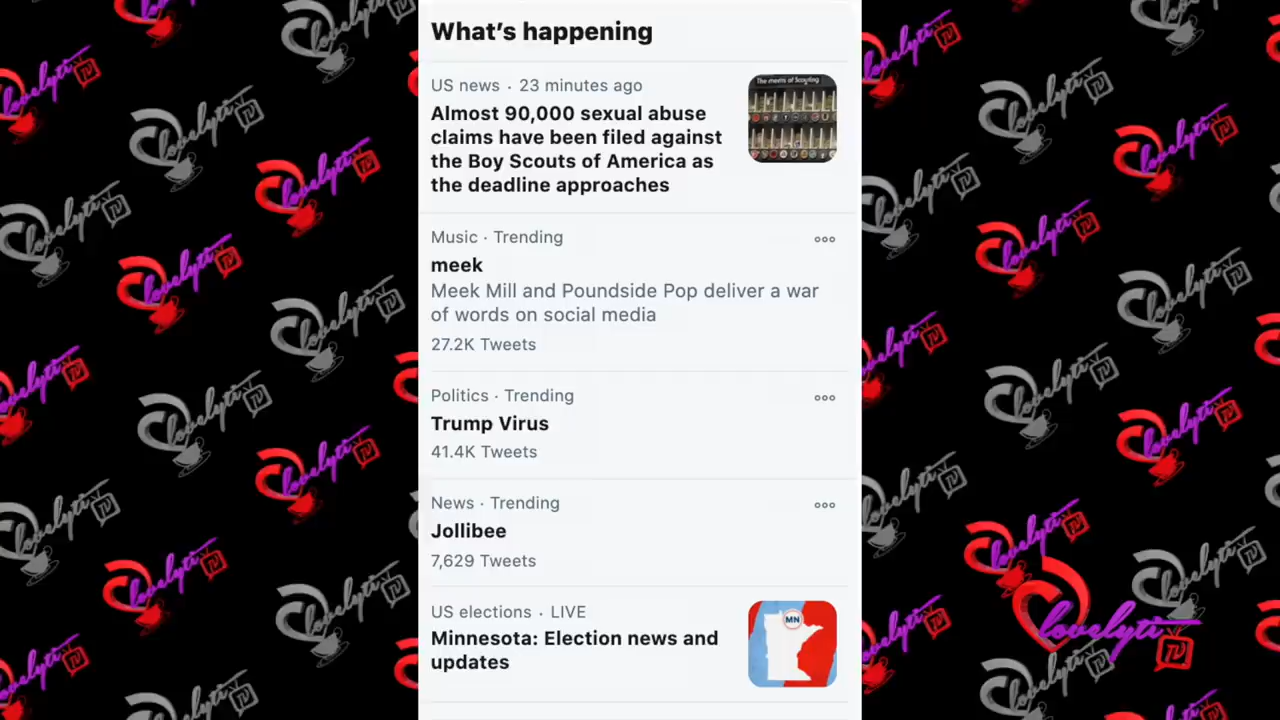 What's happening
US news · 23 minutes ago
Almost 90,000 sexual abuse
claims have been filed against
the Boy Scouts of America as
the deadline approaches
Music · Trending
meek
Meek Mill and Poundside Pop deliver a war
of words on social media
27.2K Tweets
Politics · Trending
Trump Virus
41.4K Tweets
News · Trending
Jollibee
7,629 Tweets
US elections · LIVE
Minnesota: Election news and
updates
MN
lovelyti
TV